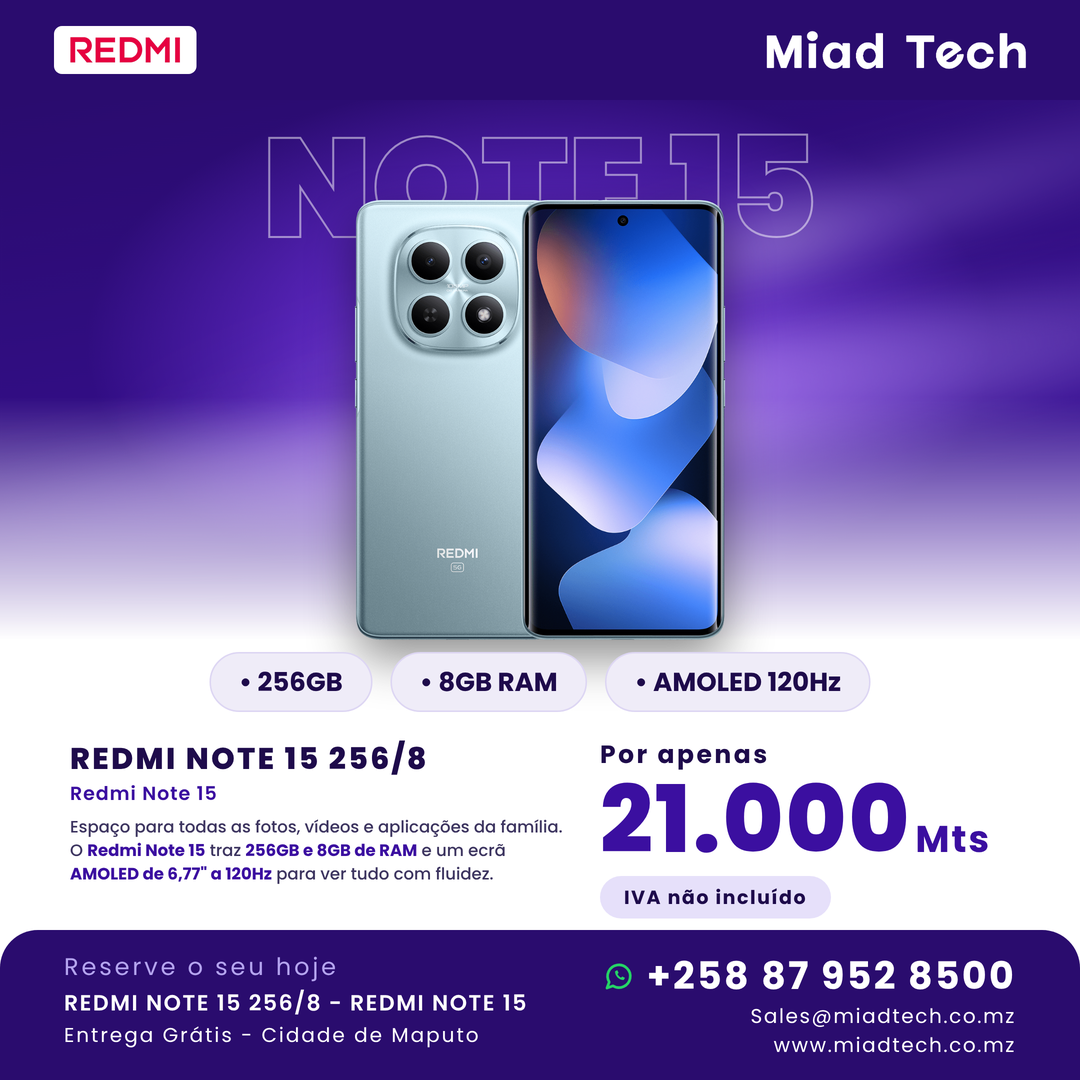 REDMI
Miad Tech
NOTE 15
REDMI
5G
• 256GB
• 8GB RAM
• AMOLED 120Hz
REDMI NOTE 15 256/8
Redmi Note 15
Espaço para todas as fotos, vídeos e aplicações da família.
O Redmi Note 15 traz 256GB e 8GB de RAM e um ecrã
AMOLED de 6,77" a 120Hz para ver tudo com fluidez.
Por apenas
21.000 Mts
IVA não incluído
Reserve o seu hoje
REDMI NOTE 15 256/8 - REDMI NOTE 15
Entrega Grátis - Cidade de Maputo
+258 87 952 8500
Sales@miadtech.co.mz
www.miadtech.co.mz